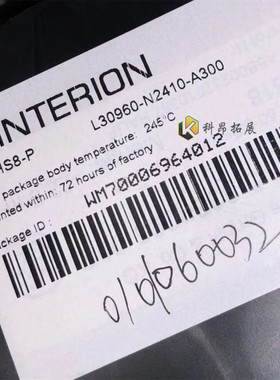 INTERION
HS8-P
L30960-N2410-A300
科昂拓展
package body temperature: 245°C
nted within: 72 hours of factory
ackage ID:
WM70006964012
010060032